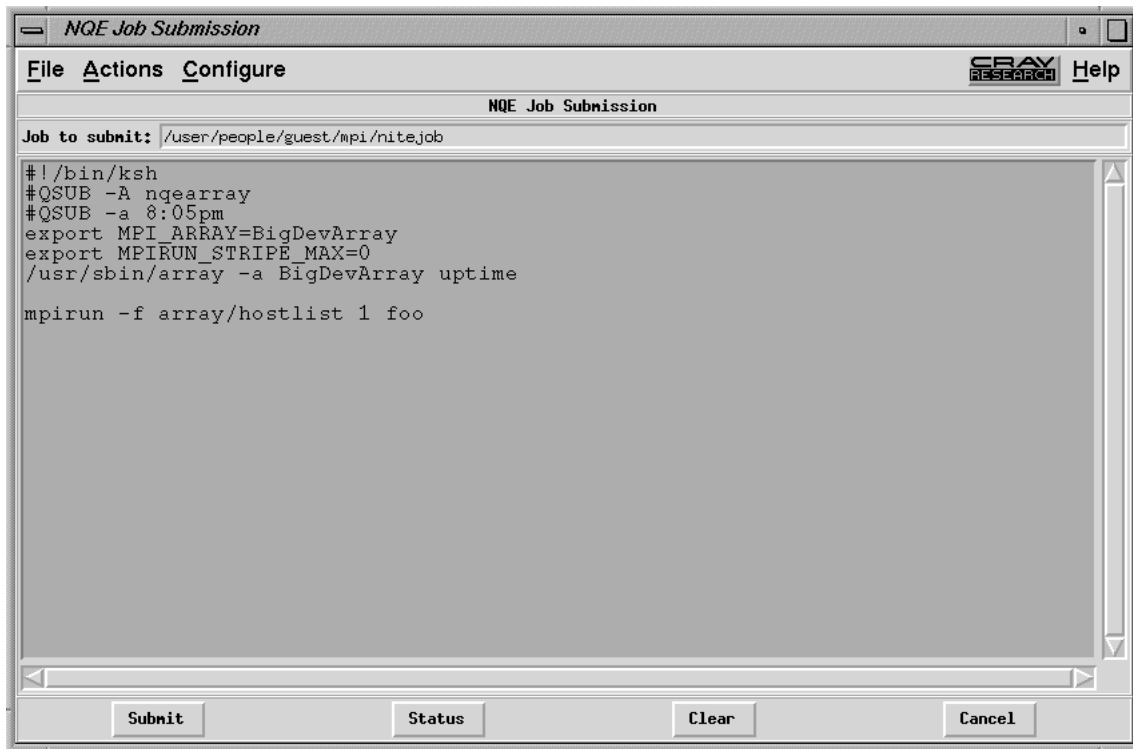 NQE Job Submission
File Actions Configure CRAY RESEARCH Help
NQE Job Submission
Job to submit: /user/people/guest/mpi/nitejob
#!/bin/ksh
#QSUB -A nqearray
#QSUB -a 8:05pm
export MPI_ARRAY=BigDevArray
export MPIRUN_STRIPE_MAX=0
/usr/sbin/array -a BigDevArray uptime
mpirun -f array/hostlist 1 foo
Submit Status Clear Cancel